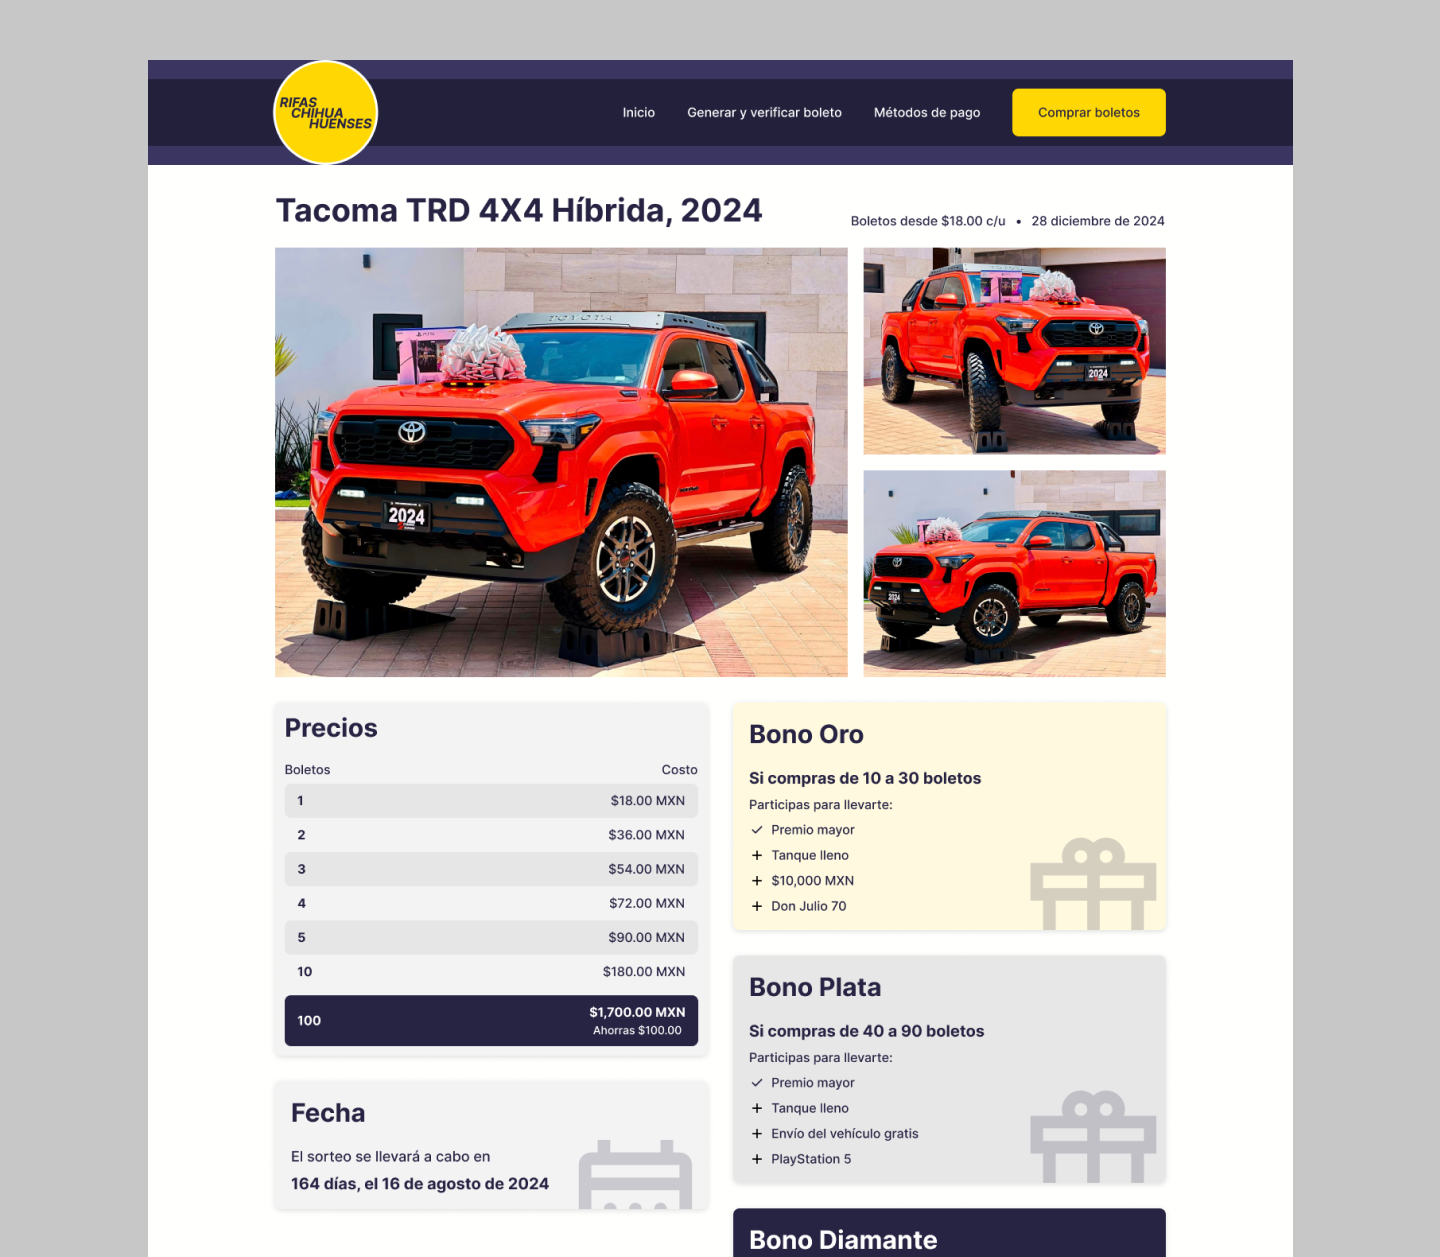 RIFAS
CHIHUA
HUENSES
Inicio
Generar y verificar boleto
Métodos de pago
Comprar boletos
Tacoma TRD 4X4 Híbrida, 2024
Boletos desde $18.00 c/u • 28 diciembre de 2024
TOYOTA
2024
2024
2024
Precios
Boletos Costo
1 $18.00 MXN
2 $36.00 MXN
3 $54.00 MXN
4 $72.00 MXN
5 $90.00 MXN
10 $180.00 MXN
100 $1,700.00 MXN
Ahorras $100.00
Fecha
El sorteo se llevará a cabo en
164 días, el 16 de agosto de 2024
Bono Oro
Si compras de 10 a 30 boletos
Participas para llevarte:
Premio mayor
Tanque lleno
$10,000 MXN
Don Julio 70
Bono Plata
Si compras de 40 a 90 boletos
Participas para llevarte:
Premio mayor
Tanque lleno
Envío del vehículo gratis
PlayStation 5
Bono Diamante